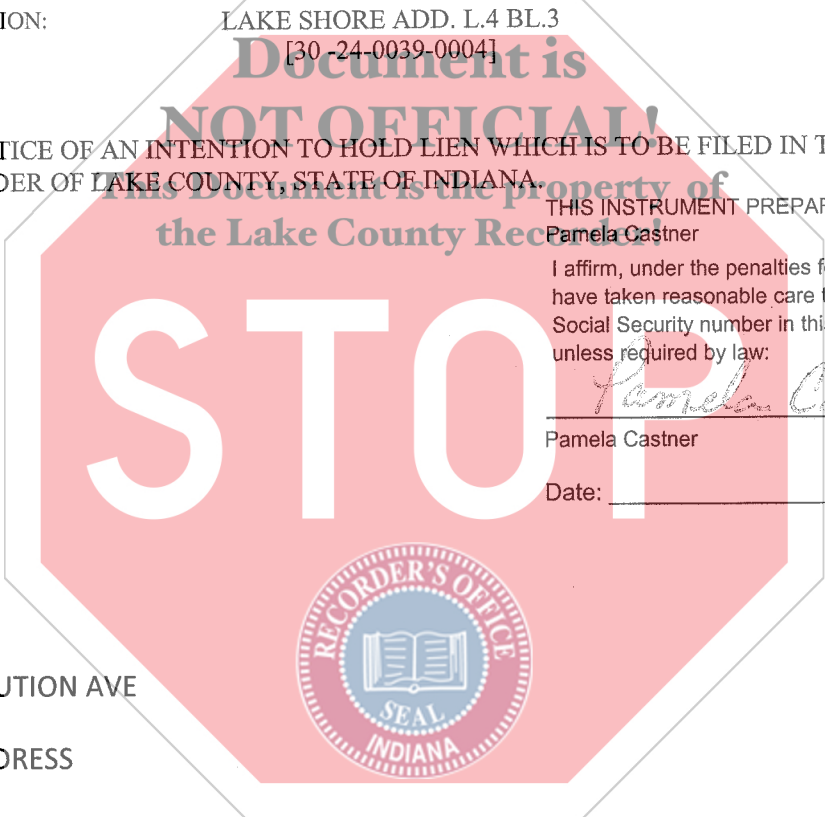 ION: LAKE SHORE ADD. L.4 BL.3
[30 -24-0039-0004]
Document is
NOT OFFICIAL!
TICE OF AN INTENTION TO HOLD LIEN WHICH IS TO BE FILED IN T
DER OF LAKE COUNTY, STATE OF INDIANA.
This Document is the property of
the Lake County Recorder!
THIS INSTRUMENT PREPAR
Pamela Castner
I affirm, under the penalties f
have taken reasonable care t
Social Security number in this
unless required by law:
Pamela C
Pamela Castner
Date:
STOP
RECORDER'S OFFICE
SEAL
INDIANA
UTION AVE
DRESS